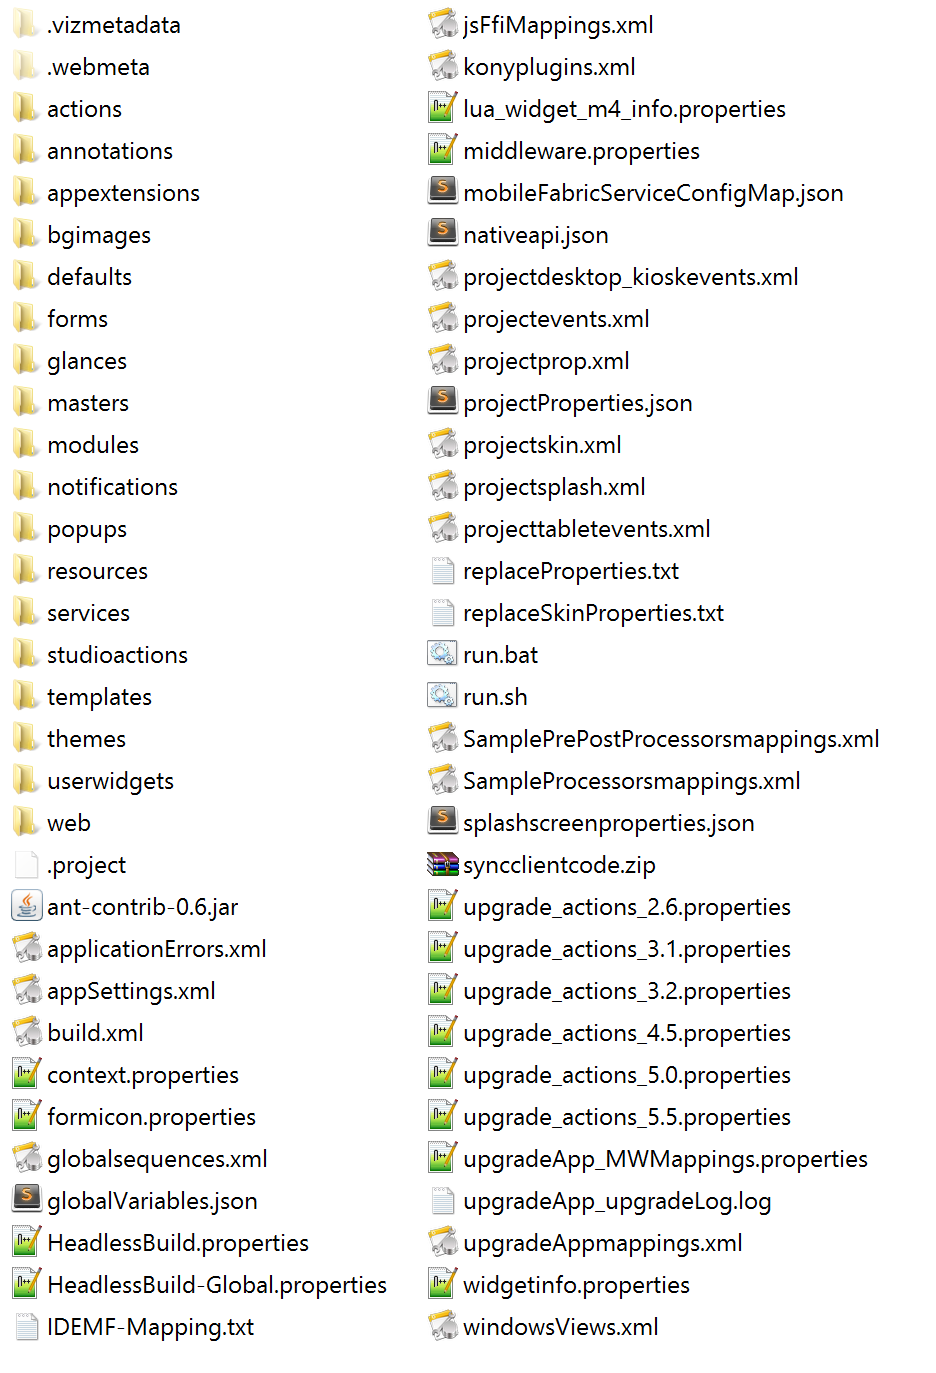 .vizmetadata
.webmeta
actions
annotations
appextensions
bgimages
defaults
forms
glances
masters
modules
notifications
popups
resources
services
studioactions
templates
themes
userwidgets
web
.project
ant-contrib-0.6.jar
applicationErrors.xml
appSettings.xml
build.xml
context.properties
formicon.properties
globalsequences.xml
globalVariables.json
HeadlessBuild.properties
HeadlessBuild-Global.properties
IDEMF-Mapping.txt
jsFfiMappings.xml
konyplugins.xml
lua_widget_m4_info.properties
middleware.properties
mobileFabricServiceConfigMap.json
nativeapi.json
projectdesktop_kioskevents.xml
projectevents.xml
projectprop.xml
projectProperties.json
projectskin.xml
projectsplash.xml
projecttabletevents.xml
replaceProperties.txt
replaceSkinProperties.txt
run.bat
run.sh
SamplePrePostProcessorsmappings.xml
SampleProcessorsmappings.xml
splashscreenproperties.json
syncclientcode.zip
upgrade_actions_2.6.properties
upgrade_actions_3.1.properties
upgrade_actions_3.2.properties
upgrade_actions_4.5.properties
upgrade_actions_5.0.properties
upgrade_actions_5.5.properties
upgradeApp_MWMappings.properties
upgradeApp_upgradeLog.log
upgradeAppmappings.xml
widgetinfo.properties
windowsViews.xml